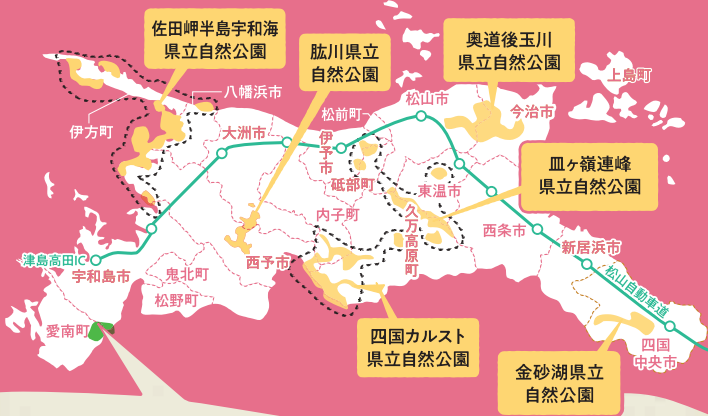 佐田岬半島宇和海
県立自然公園
肱川県立
自然公園
奥道後玉川
県立自然公園
上島町
八幡浜市
松前町
松山市
今治市
伊方町
大洲市
伊予市
砥部町
東温市
皿ヶ嶺連峰
県立自然公園
内子町
久万高原町
西条市
新居浜市
津島高田IC
宇和島市
鬼北町
西予市
松野町
松山自動車道
愛南町
四国カルスト
県立自然公園
四国
中央市
金砂湖県立
自然公園